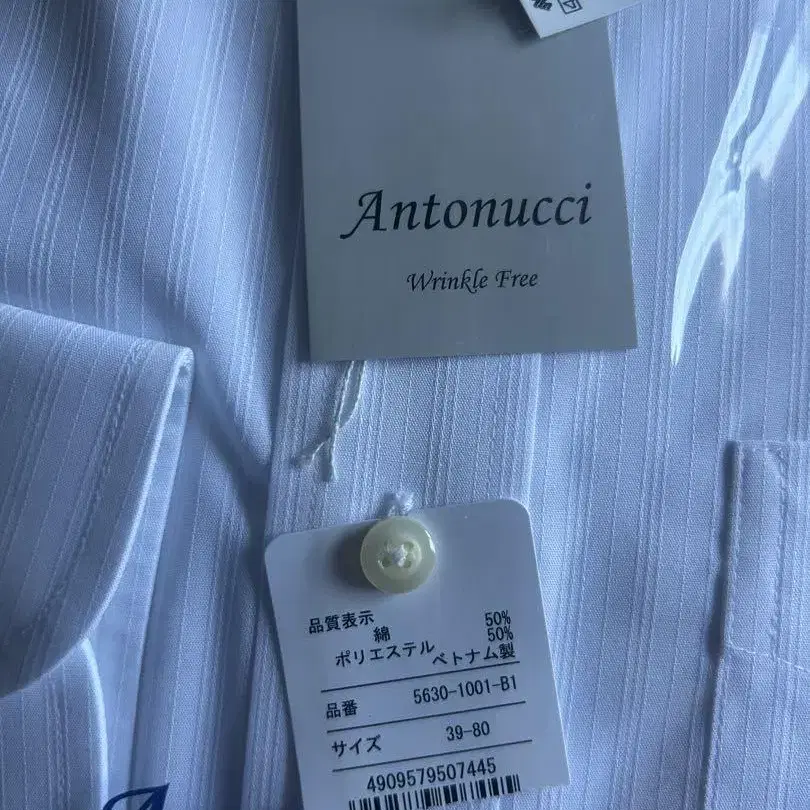 Antonucci
Wrinkle Free
品質表示
綿 50%
ポリエステル 50%
ベトナム製
品番 5630-1001-B1
サイズ 39-80
4909579507445